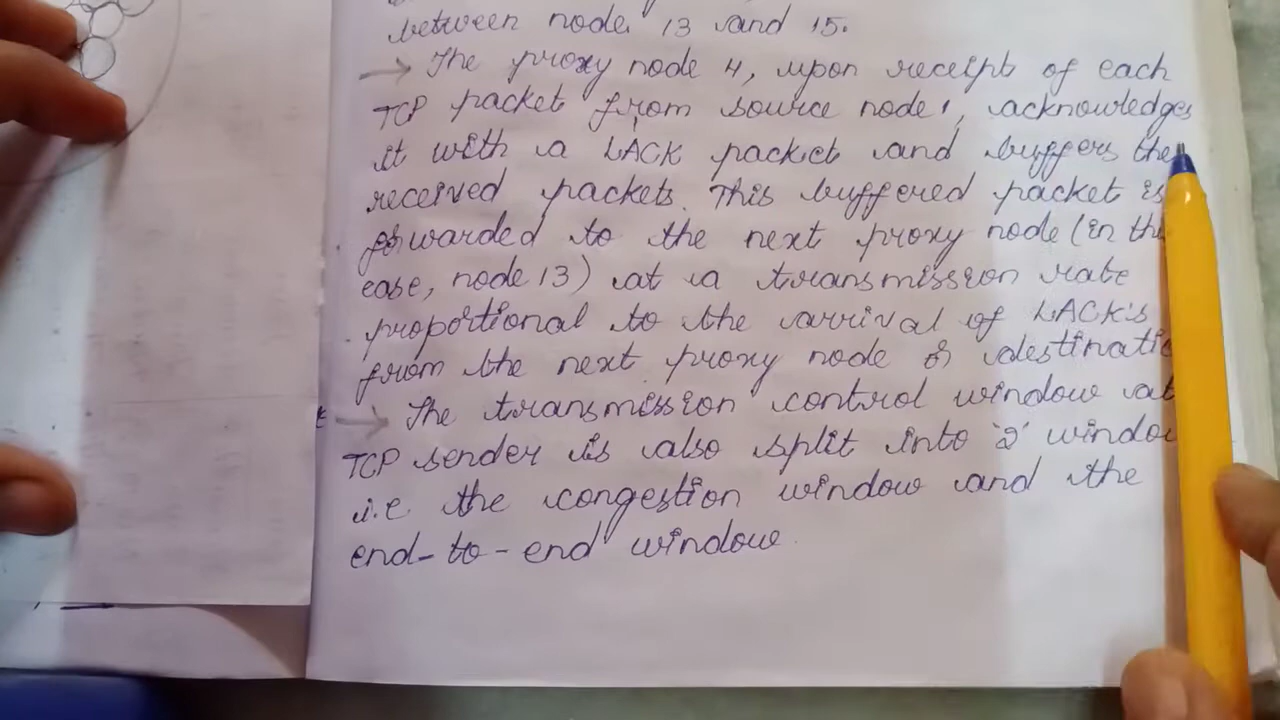 between node 13 and 15.
→ The proxy node 4, upon receipt of each
TCP packet from source node 1, acknowledges
it with a LACK packet and buffers the
received packets. This buffered packet is
forwarded to the next proxy node (in th
case, node 13) at a transmission rate
proportional to the arrival of LACK's
from the next proxy node or destinatio
→ The transmission control window at
TCP sender is also split into '2' windo
i.e the congestion window and the
end-to-end window.